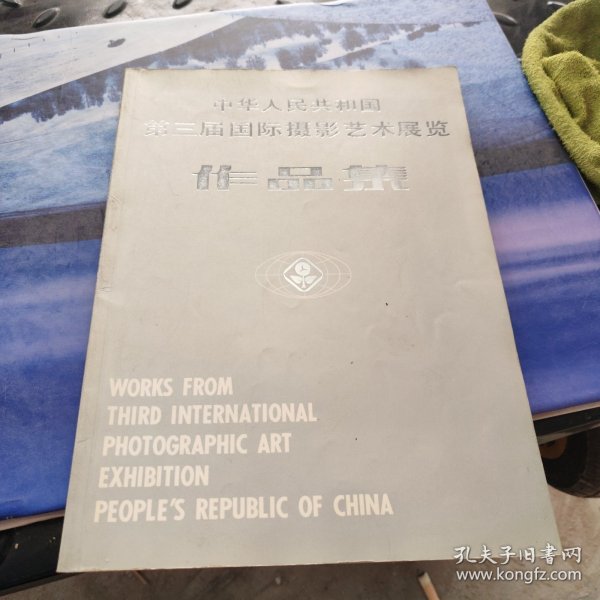 中华人民共和国
第三届国际摄影艺术展览
作品集
WORKS FROM
THIRD INTERNATIONAL
PHOTOGRAPHIC ART
EXHIBITION
PEOPLE'S REPUBLIC OF CHINA
孔夫子旧书网
www.kongfz.com